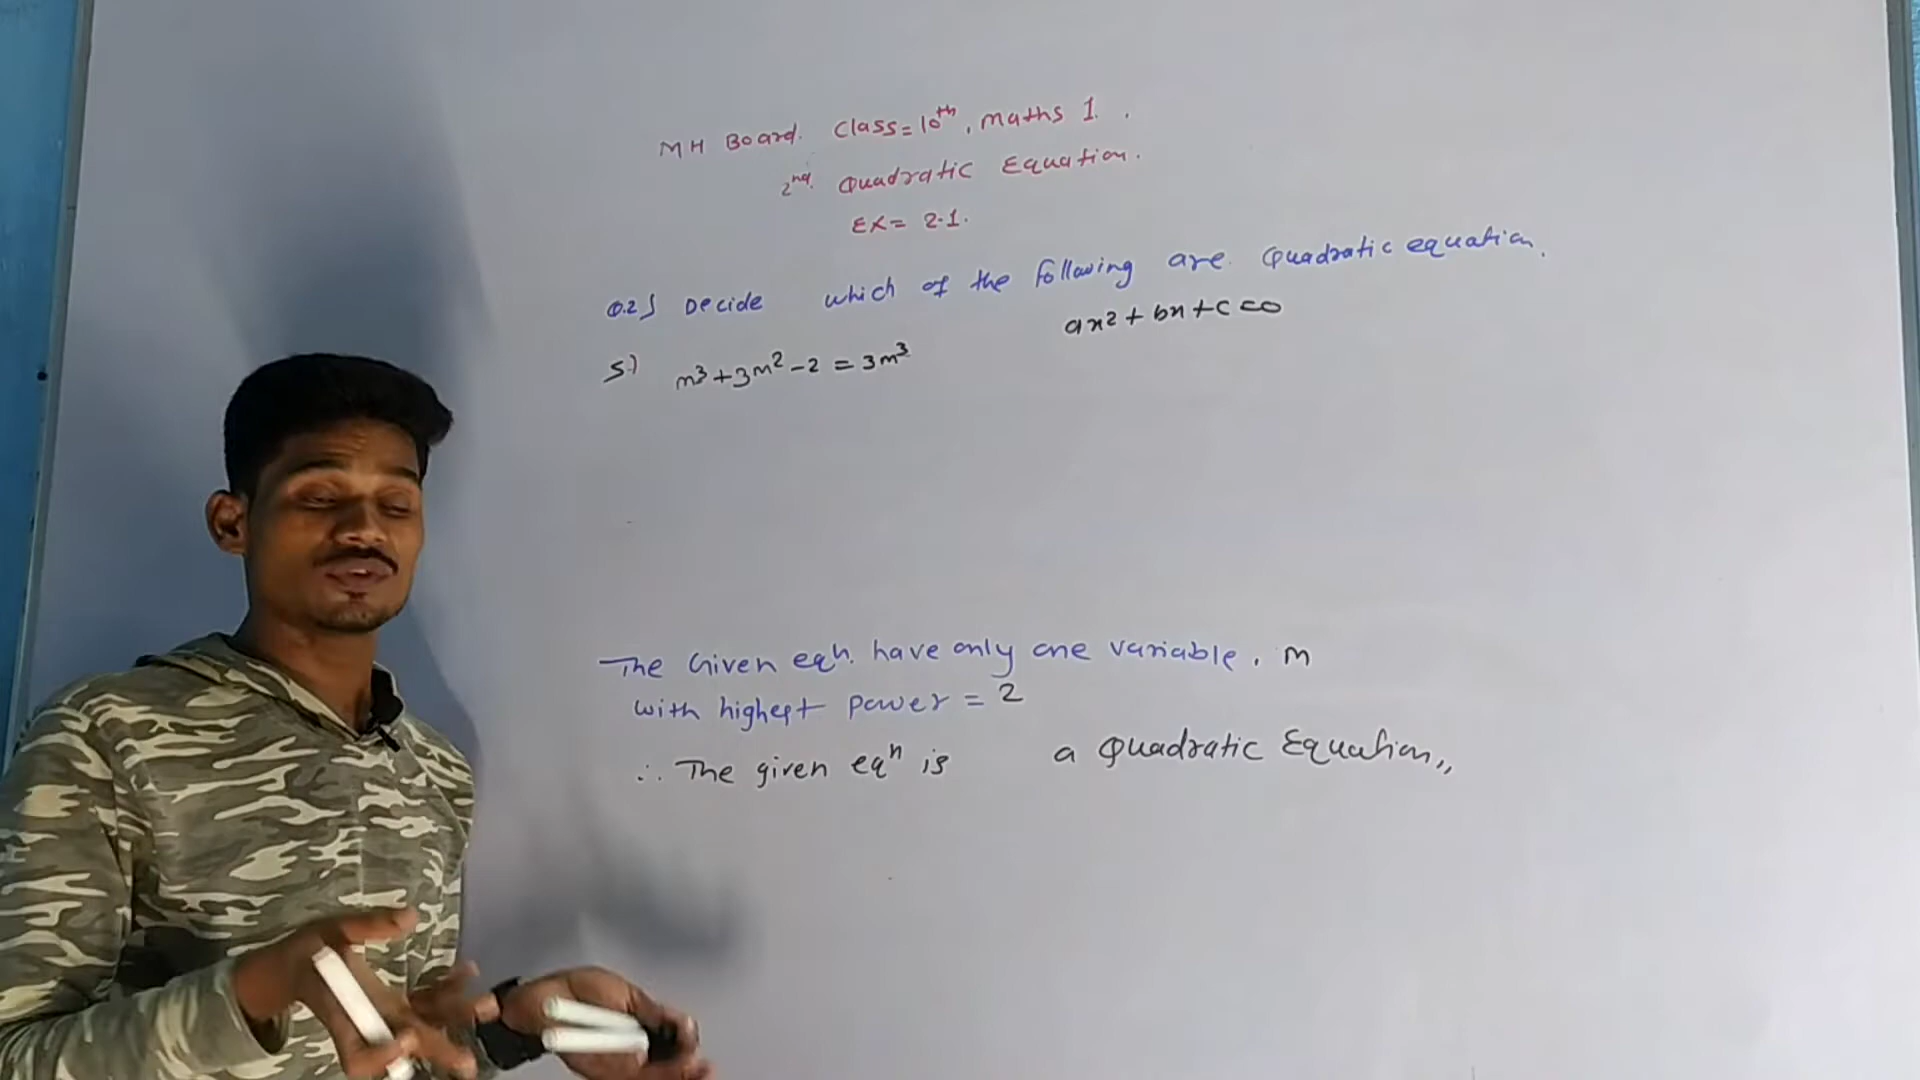 MH Board. Class = 10th, Maths 1.
2nd. Quadratic Equation.
EX = 2.1.
Q.2] Decide which of the following are quadratic equation.
ax² + bx + c = 0
5.) m³ + 3m² - 2 = 3m³
The Given eqn. have only one variable. m
with highest power = 2
∴ The given eqⁿ is a Quadratic Equation,,